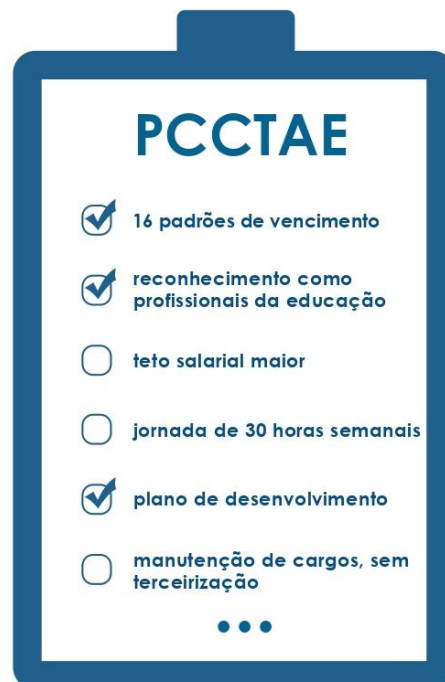 PCCTAE
16 padrões de vencimento
reconhecimento como
profissionais da educação
teto salarial maior
jornada de 30 horas semanais
plano de desenvolvimento
manutenção de cargos, sem
terceirização